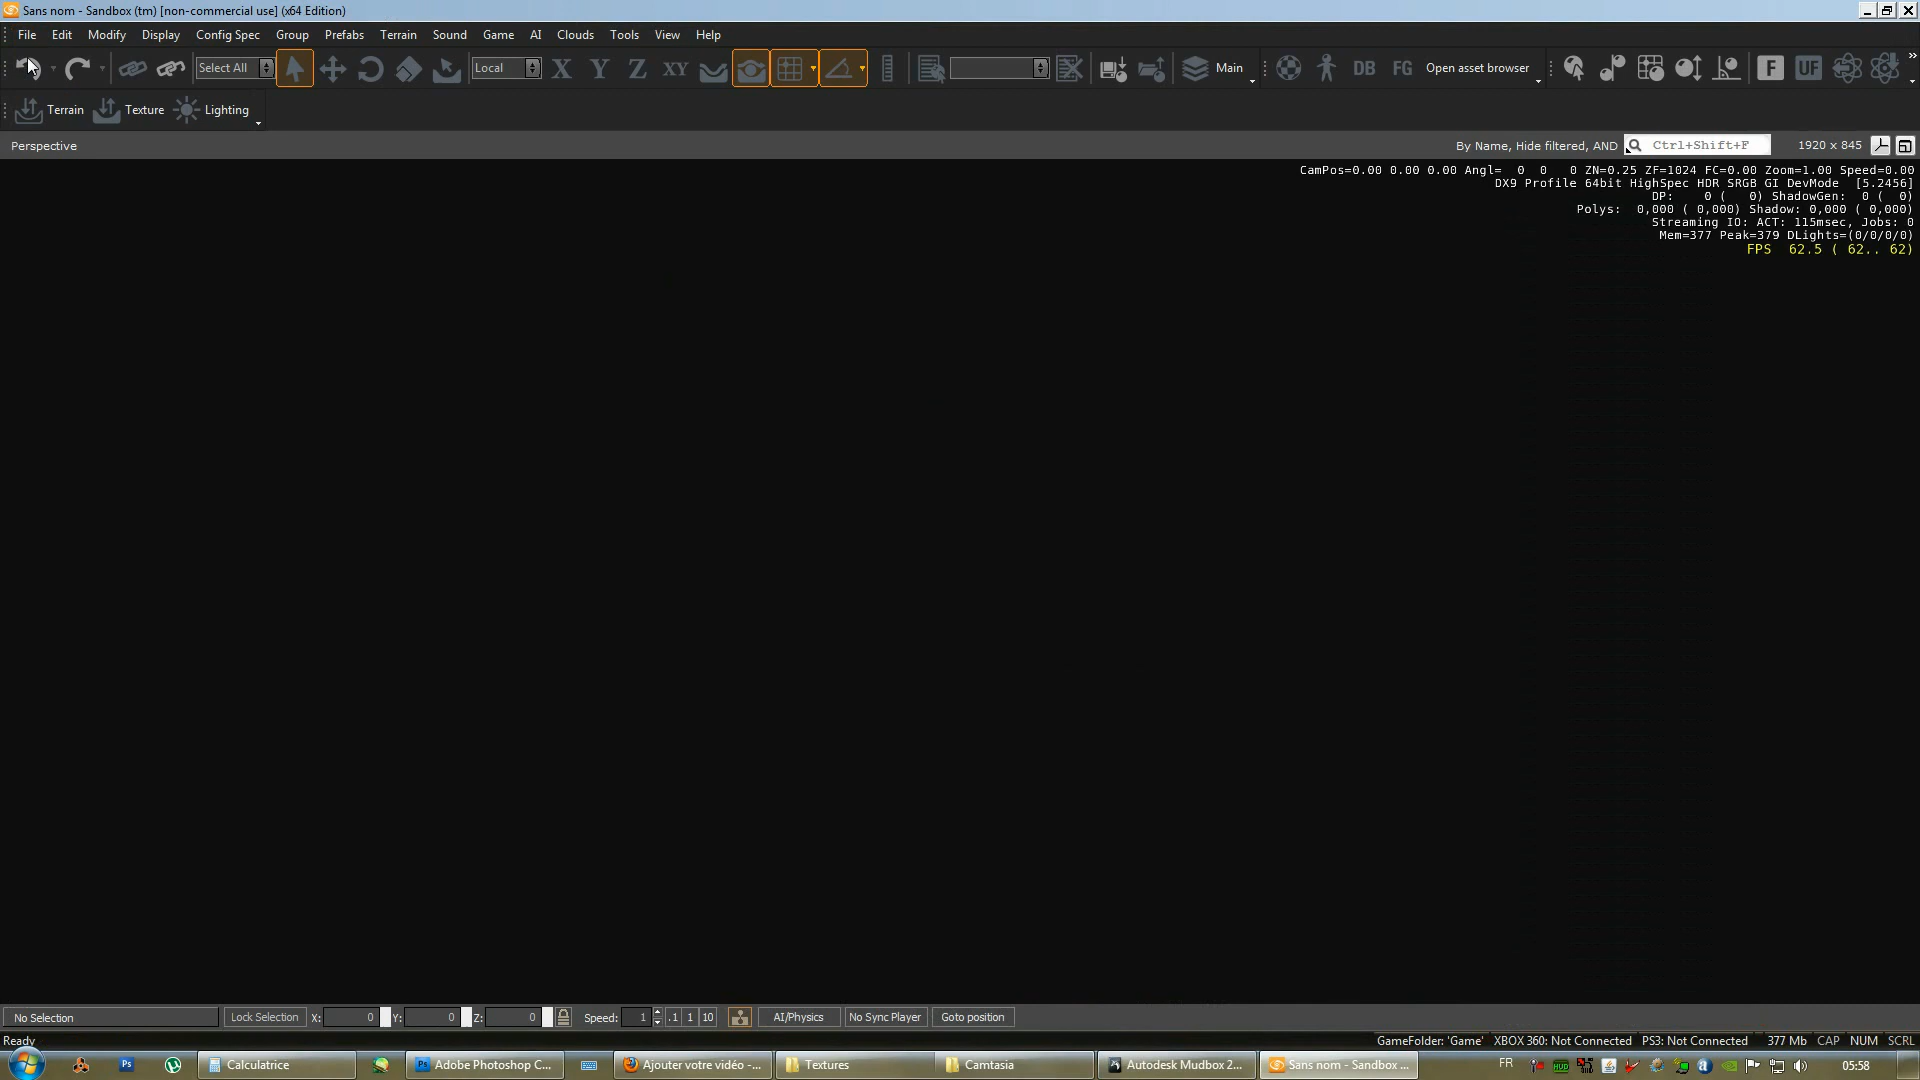 Sans nom - Sandbox (tm) [non-commercial use] (x64 Edition)
File Edit Modify Display Config Spec Group Prefabs Terrain Sound Game AI Clouds Tools View Help
Select All Local X Y Z XY Main DB FG Open asset browser F UF »
Terrain Texture Lighting
Perspective By Name, Hide filtered, AND Ctrl+Shift+F 1920 x 845
CamPos=0.00 0.00 0.00 Angl= 0 0 0 ZN=0.25 ZF=1024 FC=0.00 Zoom=1.00 Speed=0.00
DX9 Profile 64bit HighSpec HDR SRGB GI DevMode [5.2456]
DP: 0 ( 0) ShadowGen: 0 ( 0)
Polys: 0,000 ( 0,000) Shadow: 0,000 ( 0,000)
Streaming IO: ACT: 115msec, Jobs: 0
Mem=377 Peak=379 DLights=(0/0/0/0)
FPS 62.5 ( 62.. 62)
No Selection Lock Selection X: 0 Y: 0 Z: 0 Speed: 1 .1 1 10 AI/Physics No Sync Player Goto position
Ready GameFolder: 'Game' XBOX 360: Not Connected PS3: Not Connected 377 Mb CAP NUM SCRL
Ps Calculatrice Ps Adobe Photoshop C... Ajouter votre vidéo -... Textures Camtasia Autodesk Mudbox 2... Sans nom - Sandbox ... FR HUD 05:58